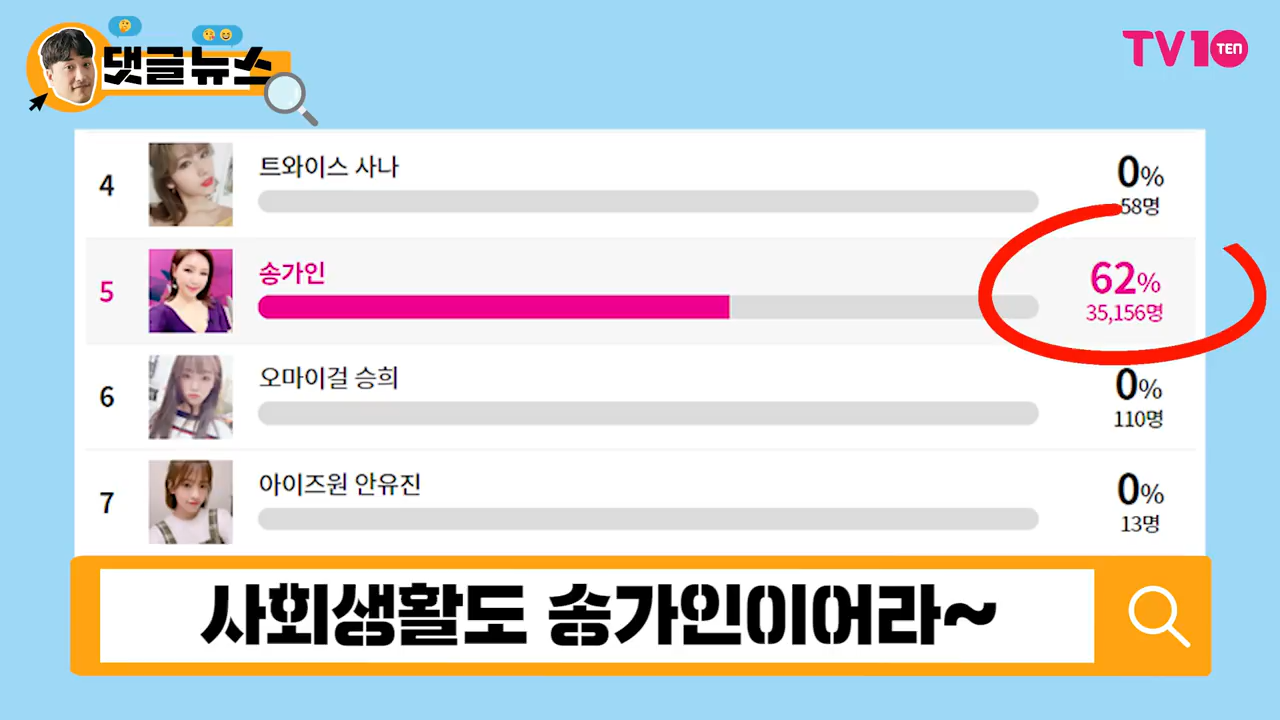 댓글뉴스
TV10
TEN
4
트와이스 사나
0%
58명
5
송가인
62%
35,156명
6
오마이걸 승희
0%
110명
7
아이즈원 안유진
0%
13명
사회생활도 송가인이어라~